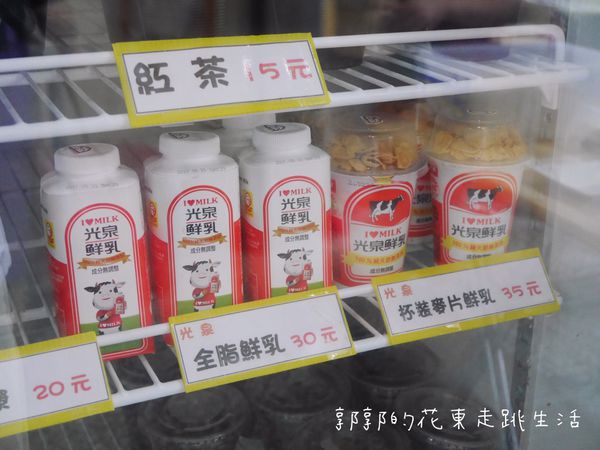 紅茶 15元
I ♥ MILK
光泉
鮮乳
成分無調整
I ♥ MILK
光泉
鮮乳
成分無調整
I ♥ MILK
光泉
鮮乳
成分無調整
I ♥ MILK
光泉鮮乳
I ♥ MILK
光泉鮮乳
光泉
杯裝麥片鮮乳 35元
光泉
全脂鮮乳 30元
20元
郭郭的花東走跳生活